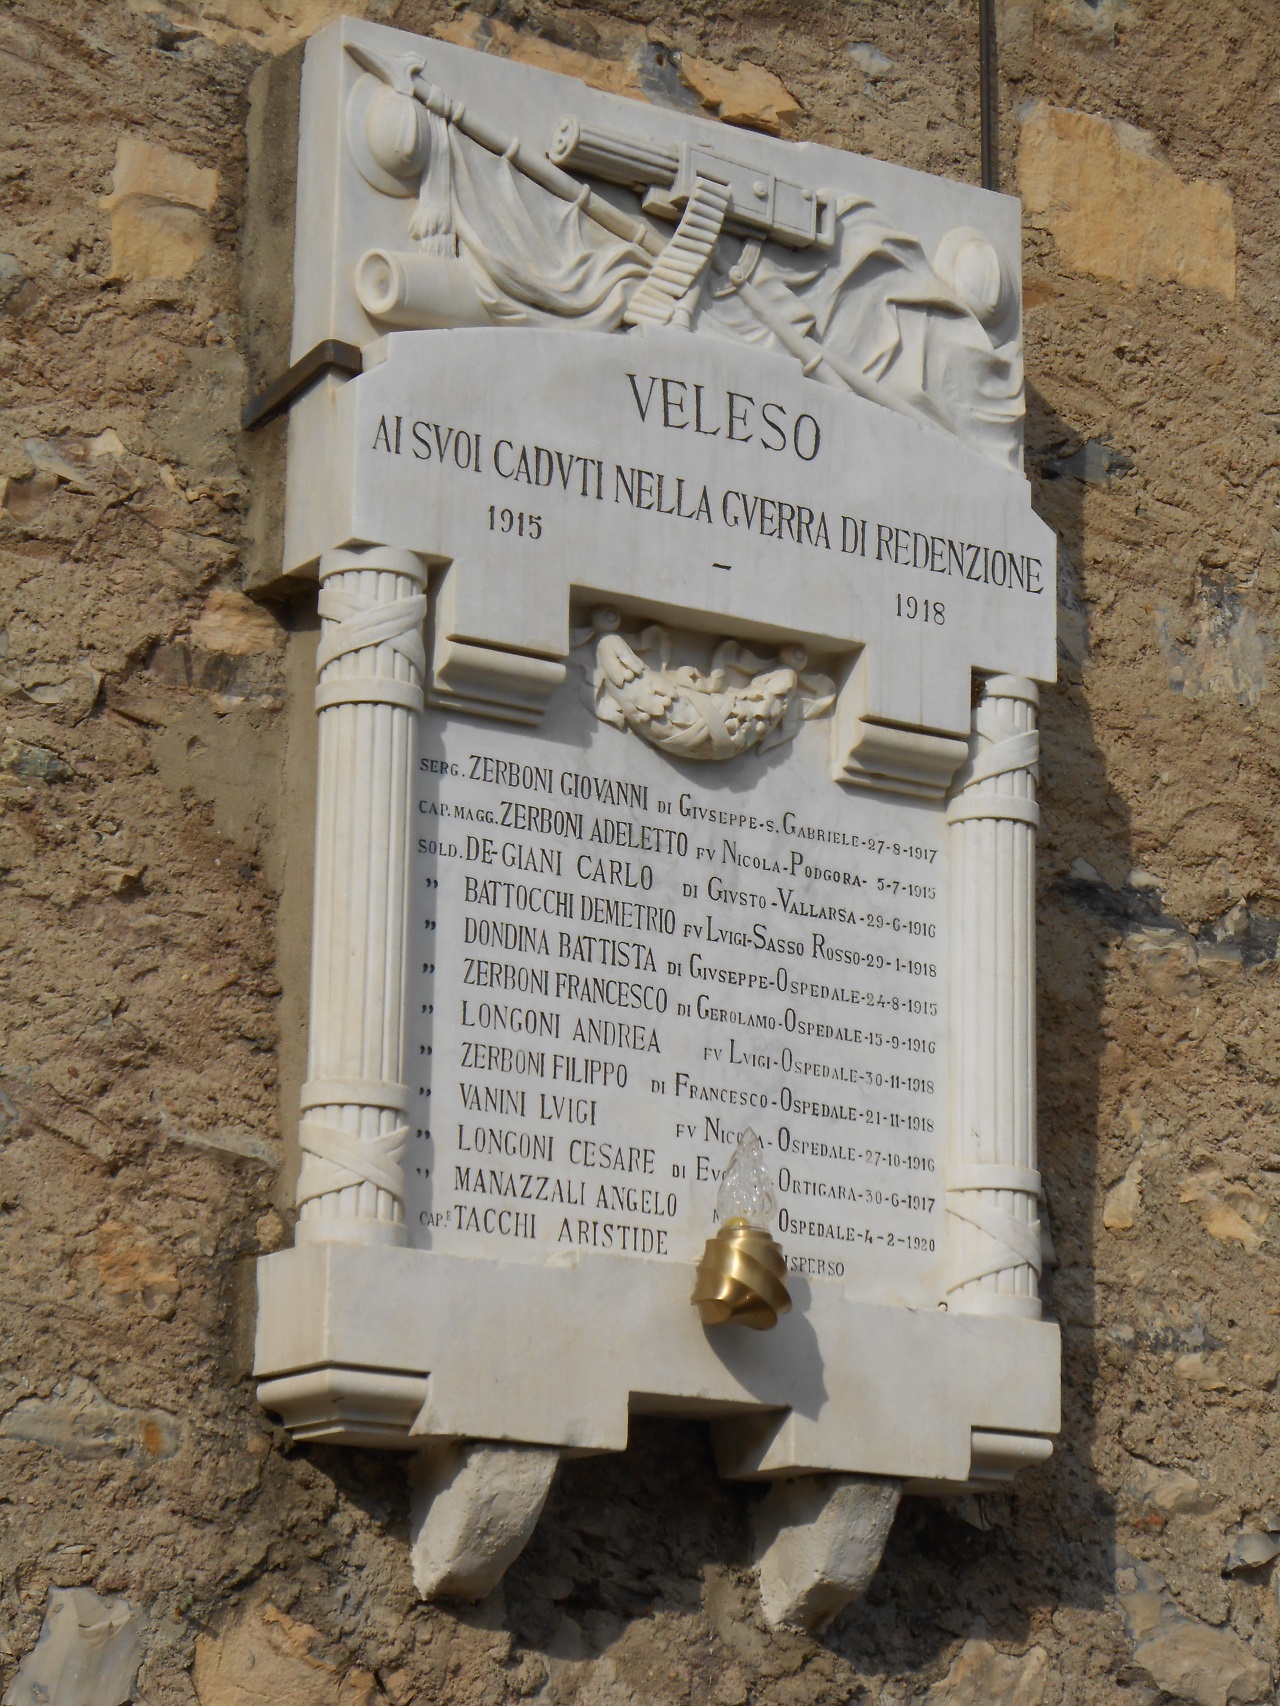 VELESO
AI SVOI CADVTI NELLA GVERRA DI REDENZIONE
1915 - 1918
SERG. ZERBONI GIOVANNI DI GIVSEPPE-S. GABRIELE-27-8-1917
CAP. MAGG. ZERBONI ADELETTO FV NICOLA-PODGORA- 5-7-1915
SOLD. DE-GIANI CARLO DI GIVSTO-VALLARSA-29-6-1916
" BATTOCCHI DEMETRIO FV LVIGI-SASSO ROSSO-29-1-1918
" DONDINA BATTISTA DI GIVSEPPE-OSPEDALE-24-8-1915
" ZERBONI FRANCESCO DI GEROLAMO-OSPEDALE-15-9-1916
" LONGONI ANDREA FV LVIGI-OSPEDALE-30-11-1918
" ZERBONI FILIPPO DI FRANCESCO-OSPEDALE-21-11-1918
" VANINI LVIGI FV NICOLA-OSPEDALE-27-10-1916
" LONGONI CESARE DI ORTIGARA-30-6-1917
" MANAZZALI ANGELO OSPEDALE-4-2-1920
CAP.E TACCHI ARISTIDE ISPERSO